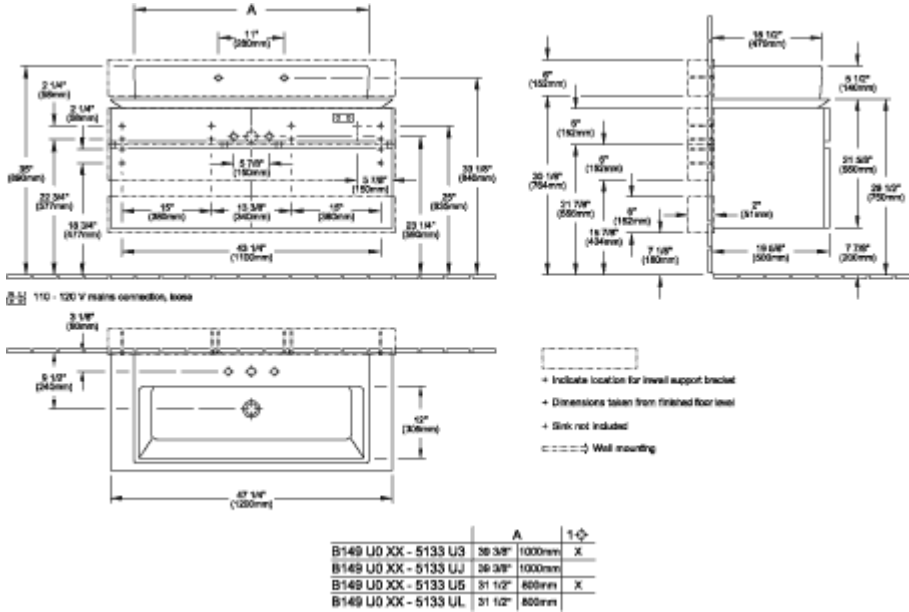 A
11"
(280mm)
2 1/4"
(58mm)
2 1/4"
(58mm)
35"
(890mm)
22 3/4"
(577mm)
18 3/4"
(477mm)
5 7/8"
(150mm)
5 7/8"
(150mm)
15"
(380mm)
13 3/8"
(340mm)
15"
(380mm)
43 1/4"
(1100mm)
33 1/8"
(840mm)
25"
(635mm)
23 1/4"
(590mm)
18 1/2"
(470mm)
6"
(152mm)
5 1/2"
(140mm)
6"
(152mm)
6"
(152mm)
6"
(152mm)
30 1/8"
(764mm)
21 7/8"
(556mm)
(434mm)
7 1/8"
(180mm)
21 5/8"
(550mm)
(750mm)
2"
(51mm)
19 5/8"
(500mm)
7 7/8"
(200mm)
110 - 120 V mains connection, loose
3 1/8"
(80mm)
9 1/2"
(240mm)
12"
(305mm)
47 1/4"
(1200mm)
+ Indicate location for inwall support bracket
+ Dimensions taken from finished floor level
+ Sink not included
Wall mounting
A 1
B149 U0 XX - 5133 U3 39 3/8" 1000mm X
B149 U0 XX - 5133 UJ 39 3/8" 1000mm
B149 U0 XX - 5133 U5 31 1/2" 800mm X
B149 U0 XX - 5133 UL 31 1/2" 800mm